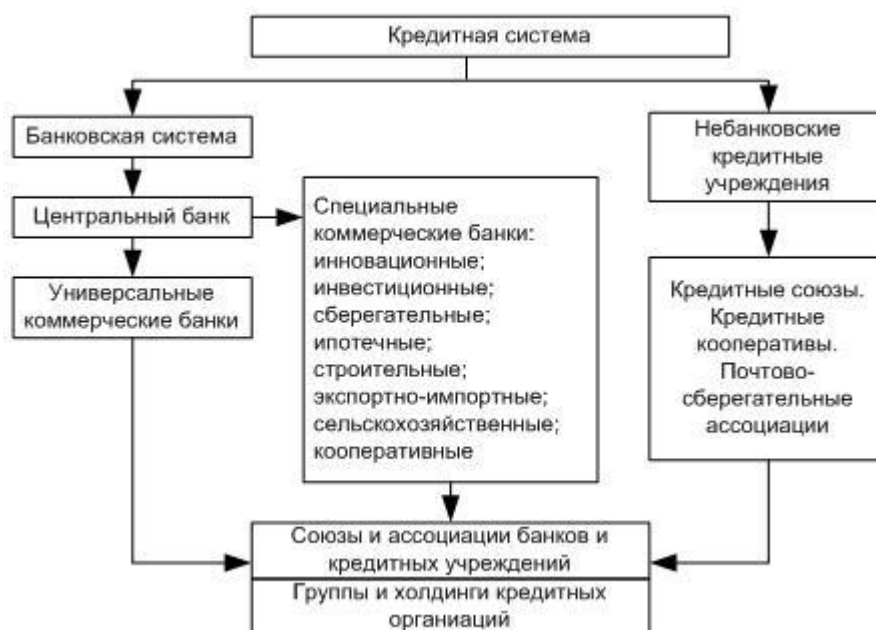 Кредитная система
Банковская система
Центральный банк
Универсальные
коммерческие банки
Специальные
коммерческие банки:
инновационные;
инвестиционные;
сберегательные;
ипотечные;
строительные;
экспортно-импортные;
сельскохозяйственные;
кооперативные
Небанковские
кредитные
учреждения
Кредитные союзы.
Кредитные
кооперативы.
Почтово-
сберегательные
ассоциации
Союзы и ассоциации банков и
кредитных учреждений
Группы и холдинги кредитных
органиаций